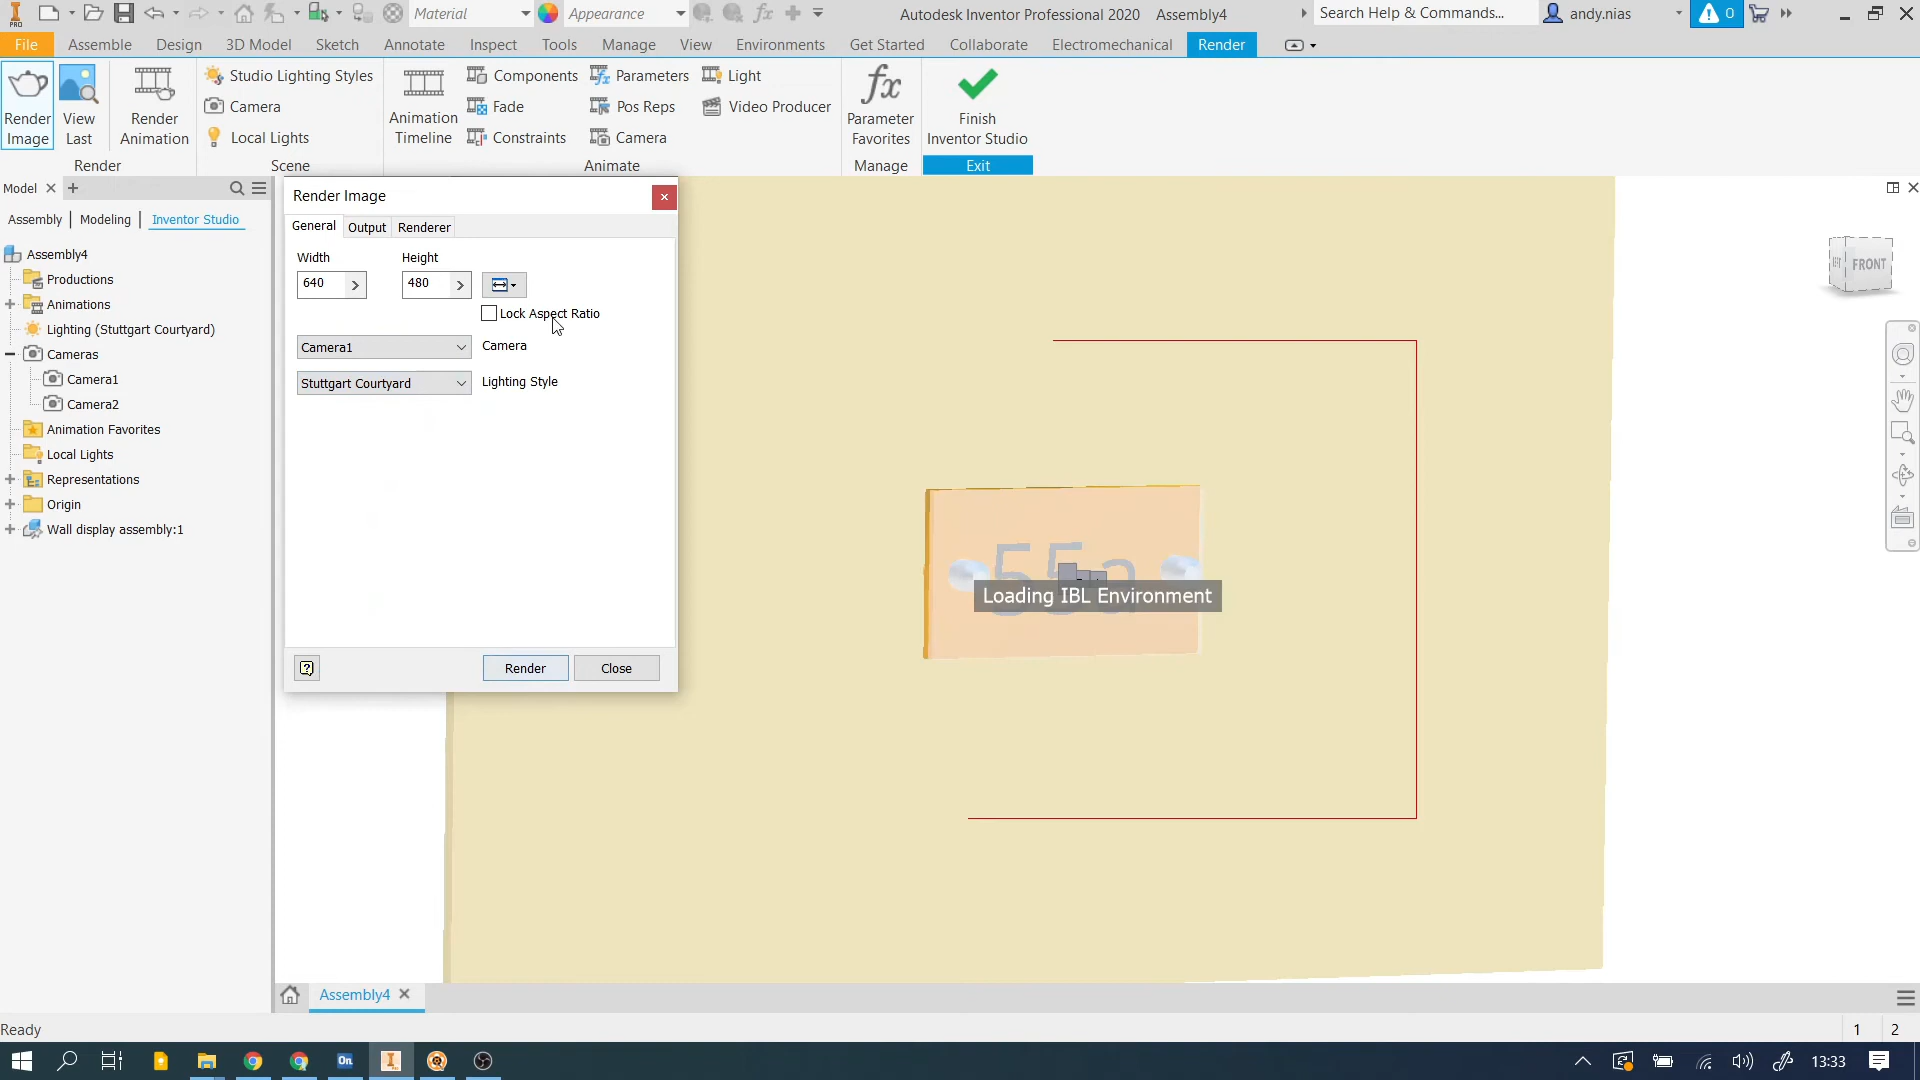 PRO
Material
Appearance
fx
Autodesk Inventor Professional 2020 Assembly4
Search Help & Commands...
andy.nias
0
File
Assemble
Design
3D Model
Sketch
Annotate
Inspect
Tools
Manage
View
Environments
Get Started
Collaborate
Electromechanical
Render
Render Image
View Last
Render Animation
Studio Lighting Styles
Camera
Local Lights
Animation Timeline
Components
Fade
Constraints
Parameters
Pos Reps
Camera
Light
Video Producer
fx
Parameter Favorites
Finish Inventor Studio
Render
Scene
Animate
Manage
Exit
Model
Assembly
Modeling
Inventor Studio
Assembly4
Productions
Animations
Lighting (Stuttgart Courtyard)
Cameras
Camera1
Camera2
Animation Favorites
Local Lights
Representations
Origin
Wall display assembly:1
Render Image
General
Output
Renderer
Width
Height
640
480
Lock Aspect Ratio
Camera1
Camera
Stuttgart Courtyard
Lighting Style
Render
Close
FRONT
55a
Loading IBL Environment
Assembly4
Ready
1
2
On
13:33